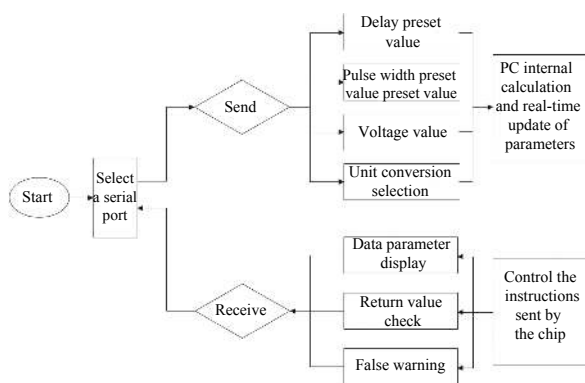 Start
Select
a serial
port
Send
Delay preset
value
Pulse width preset
value preset value
Voltage value
Unit conversion
selection
PC internal
calculation
and real-time
update of
parameters
Receive
Data parameter
display
Return value
check
False warning
Control the
instructions
sent by
the chip